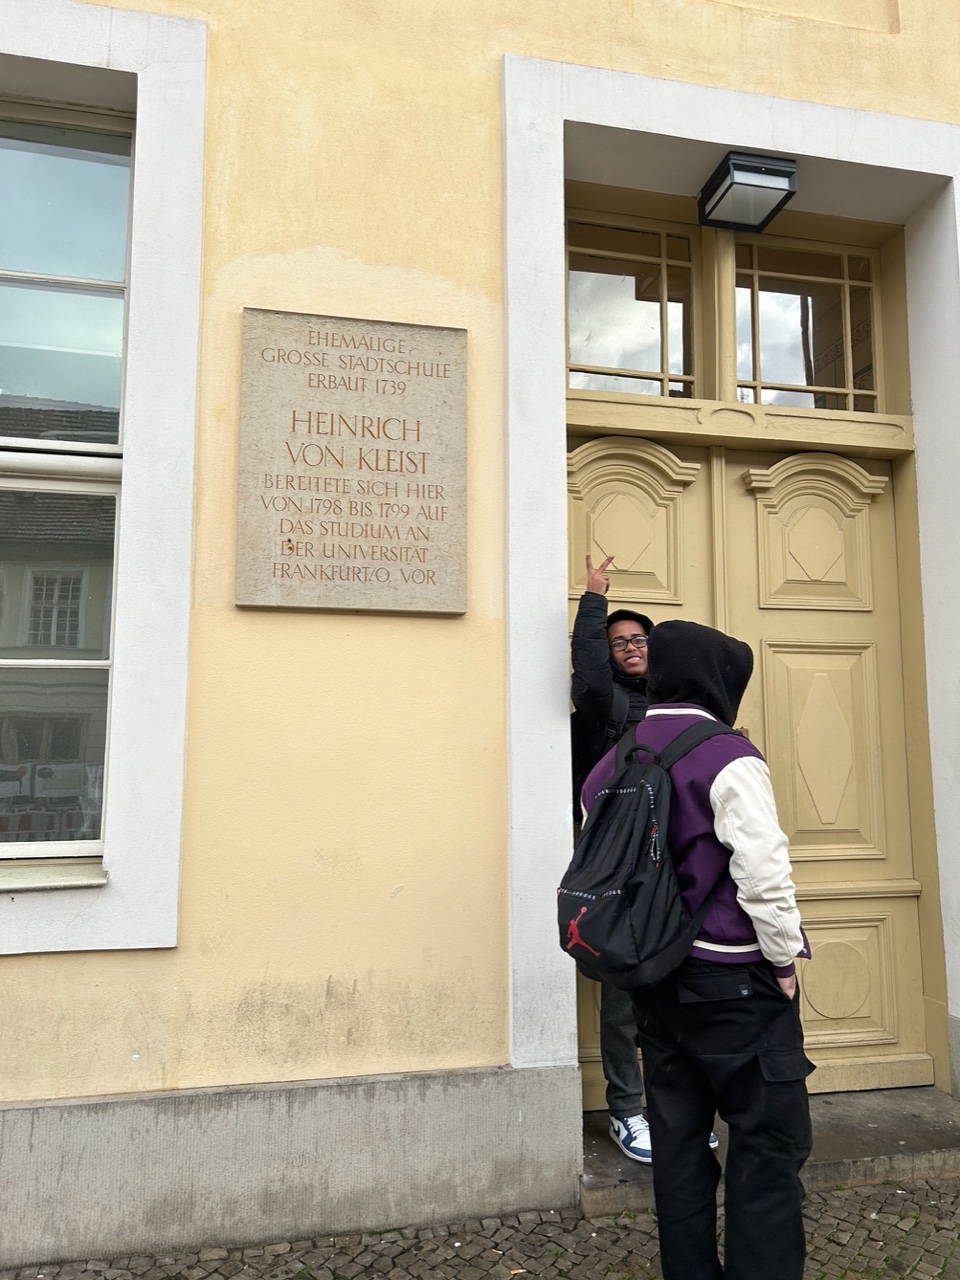 EHEMALIGE
GROSSE STADTSCHULE
ERBAUT 1739
HEINRICH
VON KLEIST
BEREITETE SICH HIER
VON 1798 BIS 1799 AUF
DAS STUDIUM AN
DER UNIVERSITÄT
FRANKFURT/O. VOR